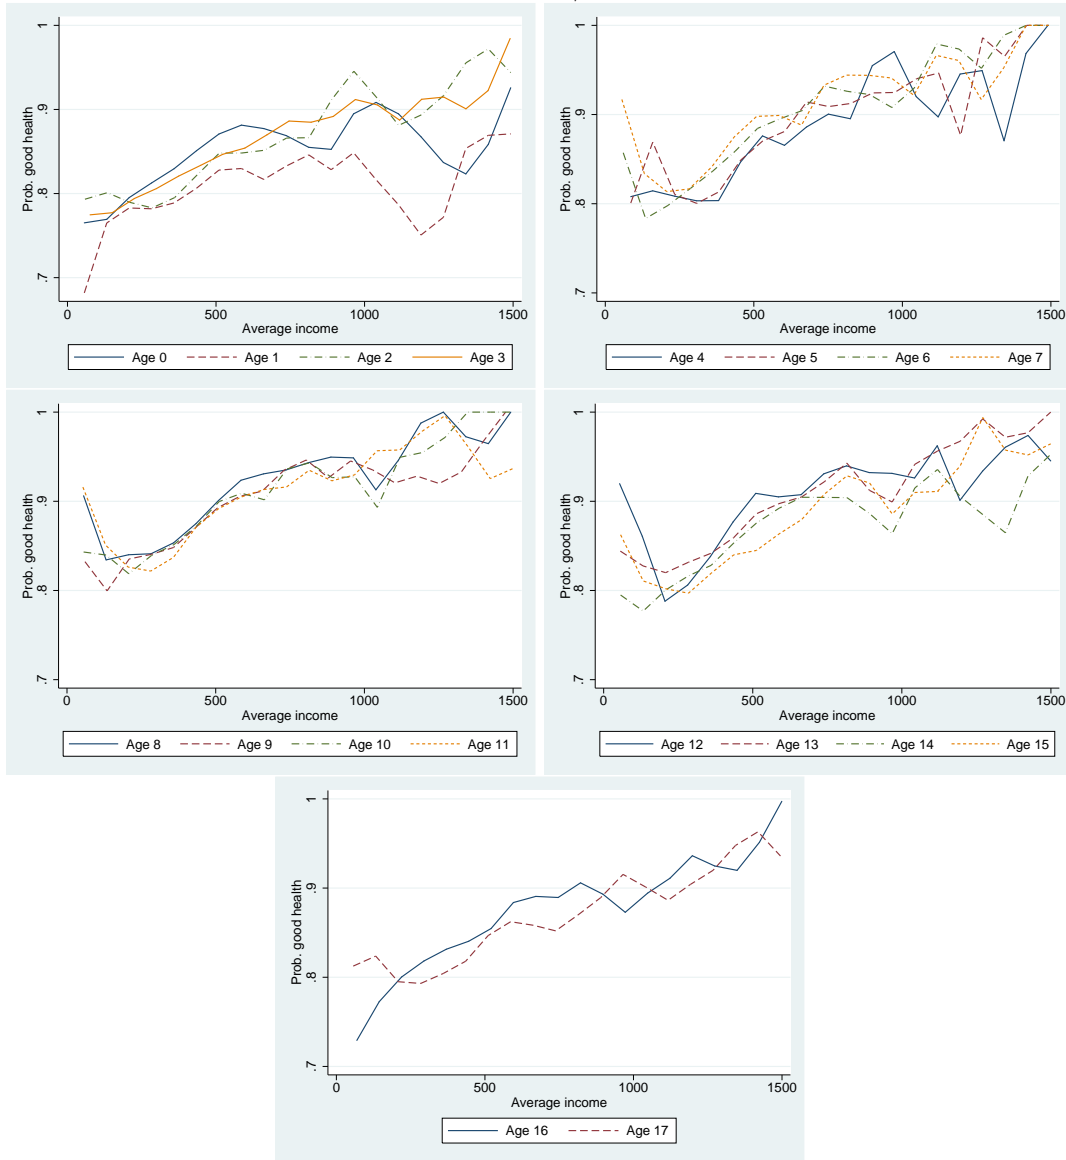 1
.9
.8
.7
Prob. good health
0 500 1000 1500
Average income
Age 0 Age 1 Age 2 Age 3
1
.9
.8
.7
Prob. good health
0 500 1000 1500
Average income
Age 4 Age 5 Age 6 Age 7
1
.9
.8
.7
Prob. good health
0 500 1000 1500
Average income
Age 8 Age 9 Age 10 Age 11
1
.9
.8
.7
Prob. good health
0 500 1000 1500
Average income
Age 12 Age 13 Age 14 Age 15
1
.9
.8
.7
Prob. good health
0 500 1000 1500
Average income
Age 16 Age 17